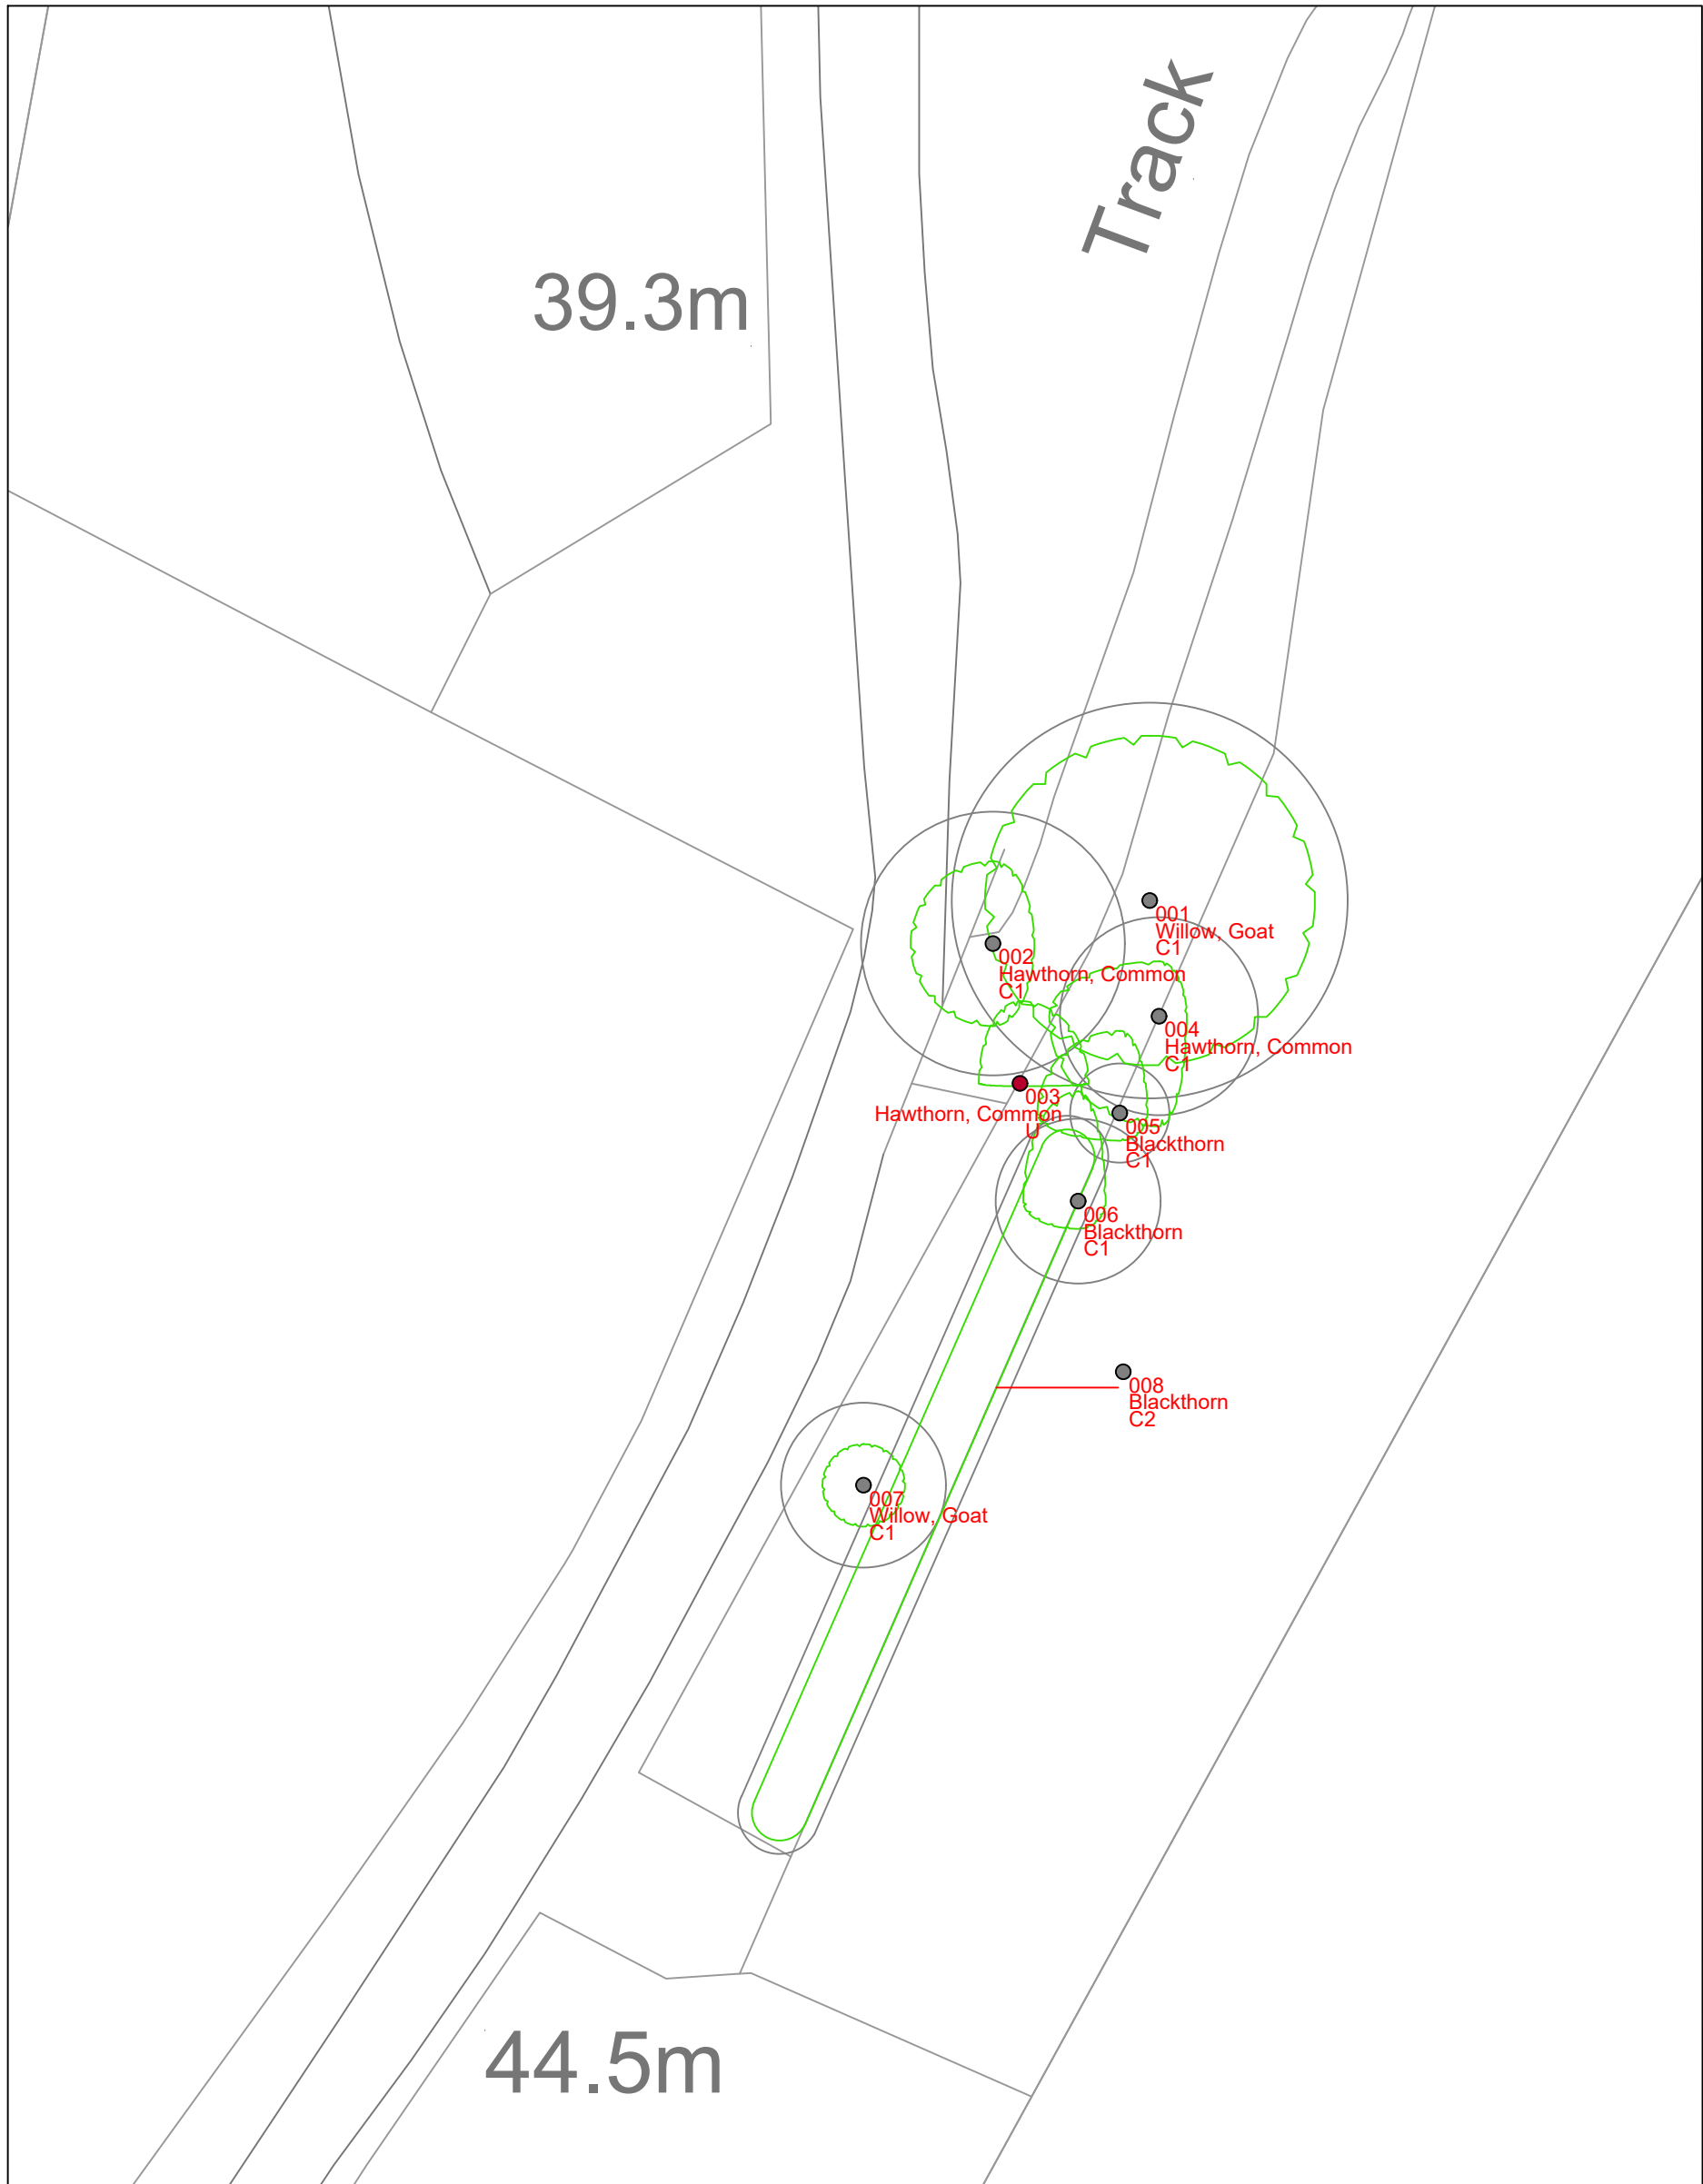 Track
39.3m
001
Willow, Goat
C1
002
Hawthorn, Common
C1
004
Hawthorn, Common
C1
003
Hawthorn, Common
U
005
Blackthorn
C1
006
Blackthorn
C1
008
Blackthorn
C2
007
Willow, Goat
C1
44.5m